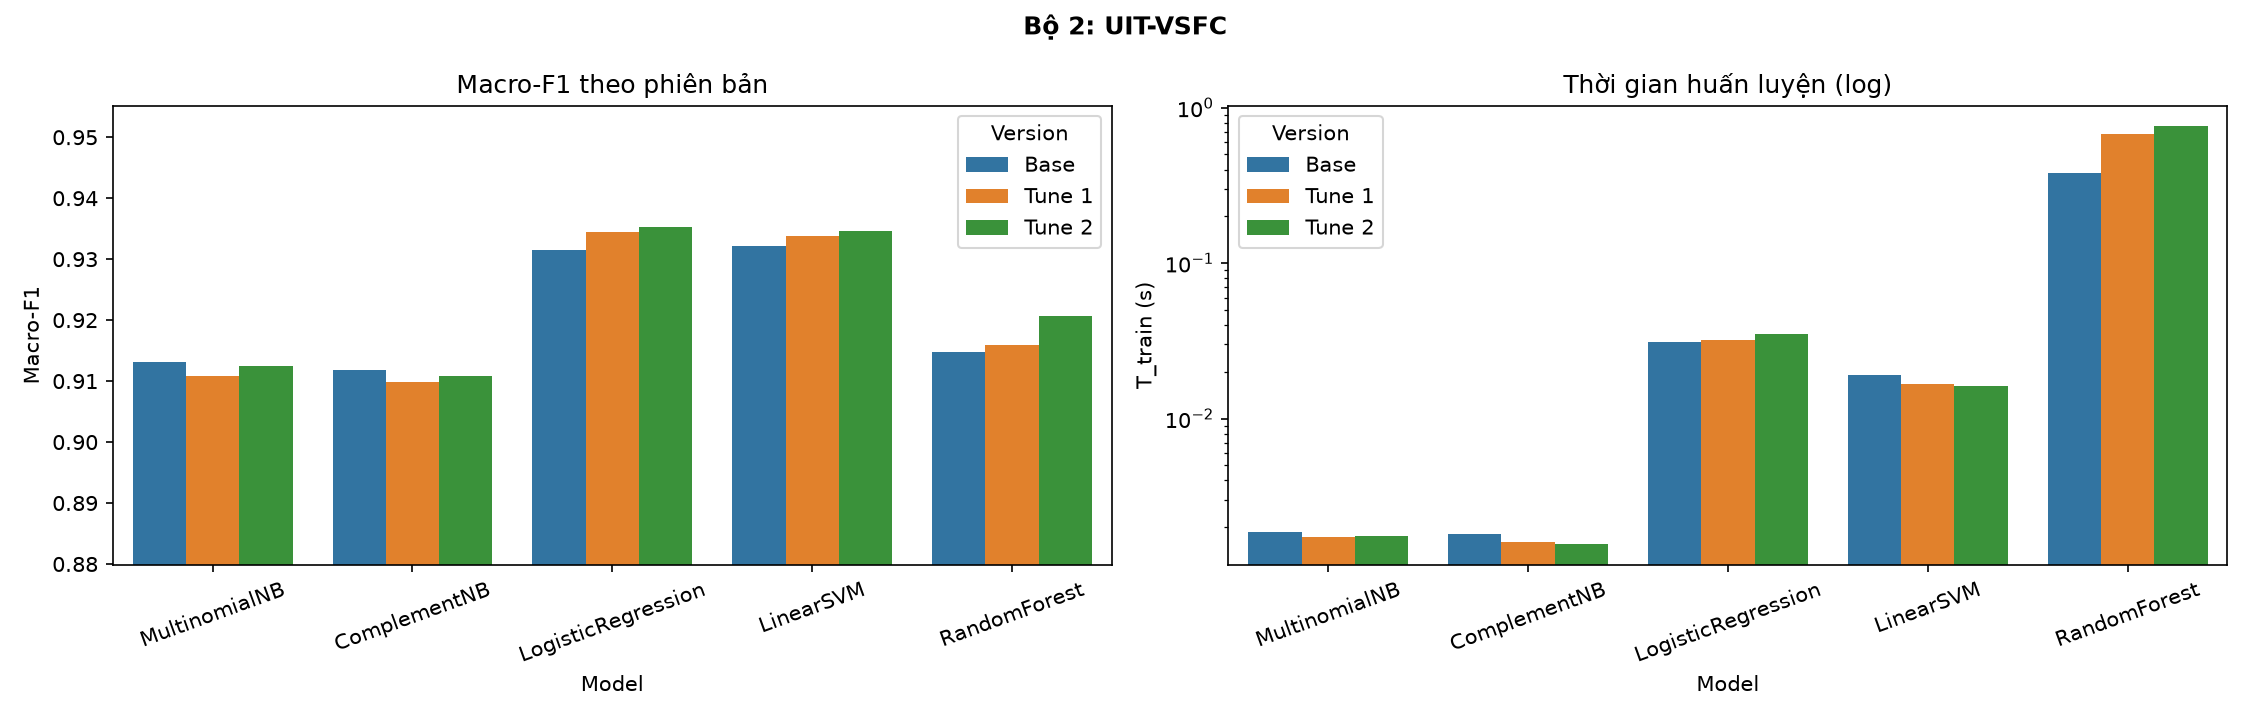 Bộ 2: UIT-VSFC
Macro-F1 theo phiên bản
Macro-F1
0.95
0.94
0.93
0.92
0.91
0.90
0.89
0.88
Version
Base
Tune 1
Tune 2
MultinomialNB
ComplementNB
LogisticRegression
LinearSVM
RandomForest
Model
Thời gian huấn luyện (log)
T_train (s)
10⁰
10⁻¹
10⁻²
Version
Base
Tune 1
Tune 2
MultinomialNB
ComplementNB
LogisticRegression
LinearSVM
RandomForest
Model